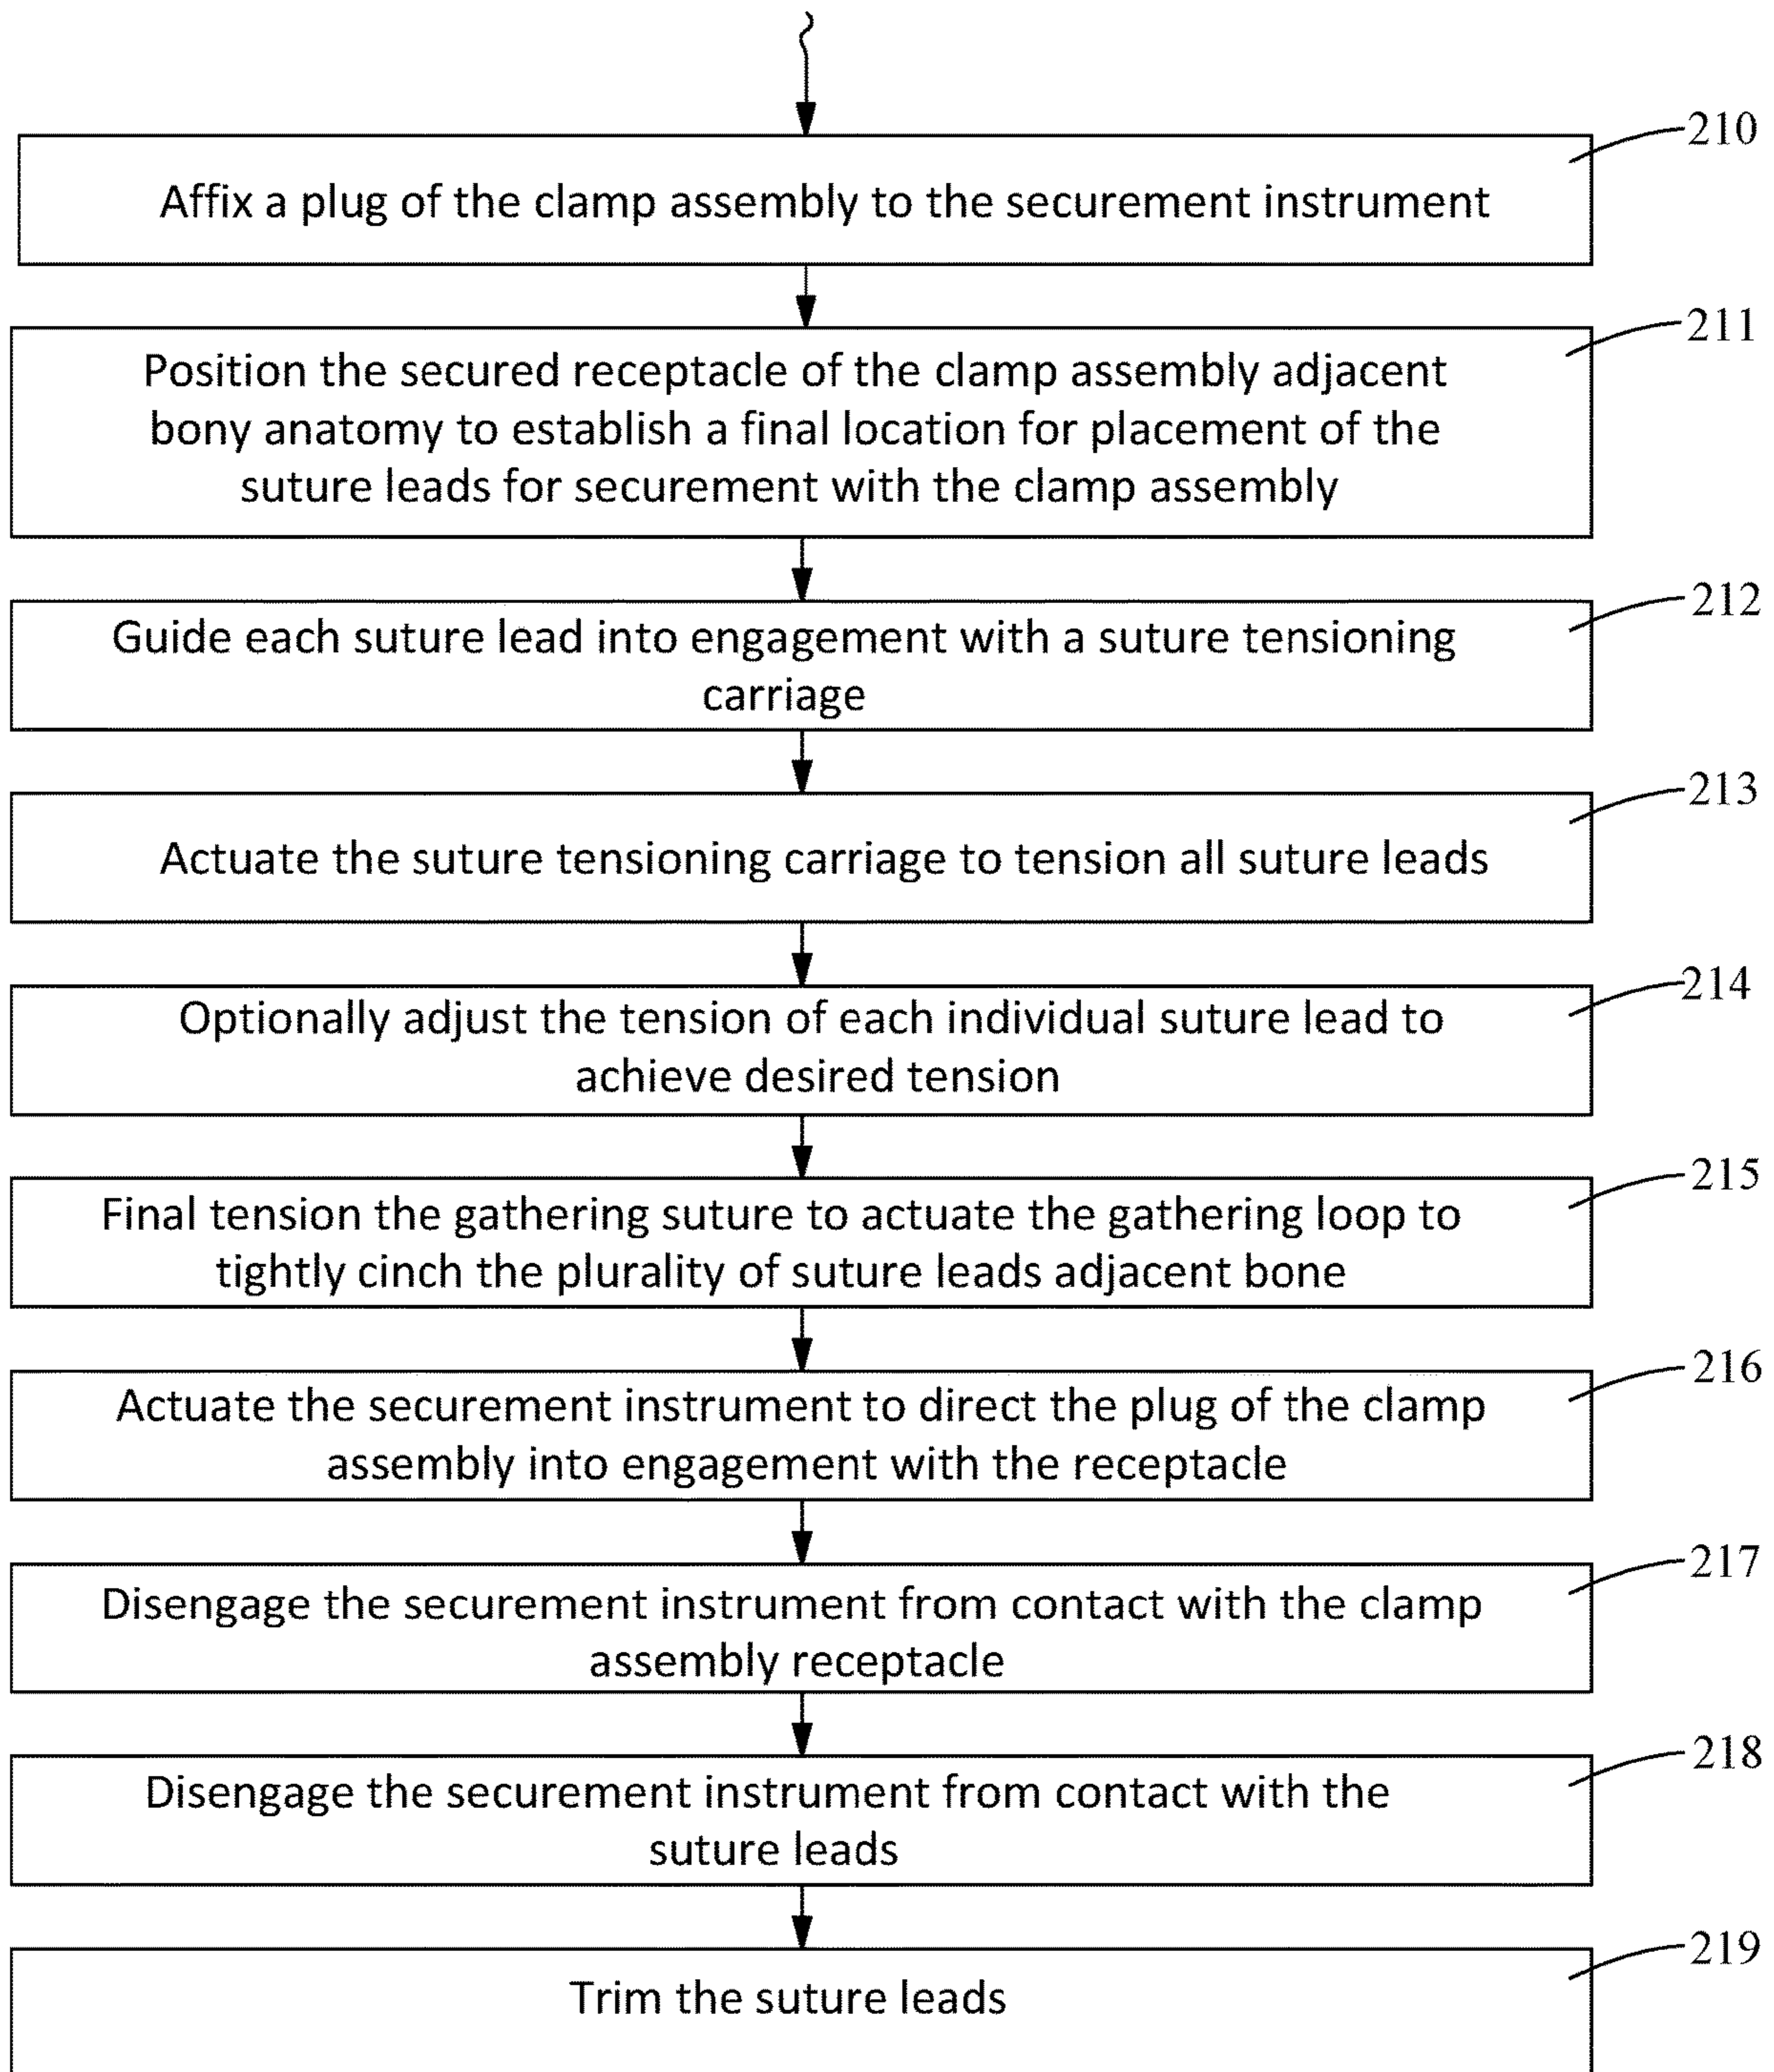 210
Affix a plug of the clamp assembly to the securement instrument
211
Position the secured receptacle of the clamp assembly adjacent
bony anatomy to establish a final location for placement of the
suture leads for securement with the clamp assembly
212
Guide each suture lead into engagement with a suture tensioning
carriage
213
Actuate the suture tensioning carriage to tension all suture leads
214
Optionally adjust the tension of each individual suture lead to
achieve desired tension
215
Final tension the gathering suture to actuate the gathering loop to
tightly cinch the plurality of suture leads adjacent bone
216
Actuate the securement instrument to direct the plug of the clamp
assembly into engagement with the receptacle
217
Disengage the securement instrument from contact with the clamp
assembly receptacle
218
Disengage the securement instrument from contact with the
suture leads
219
Trim the suture leads